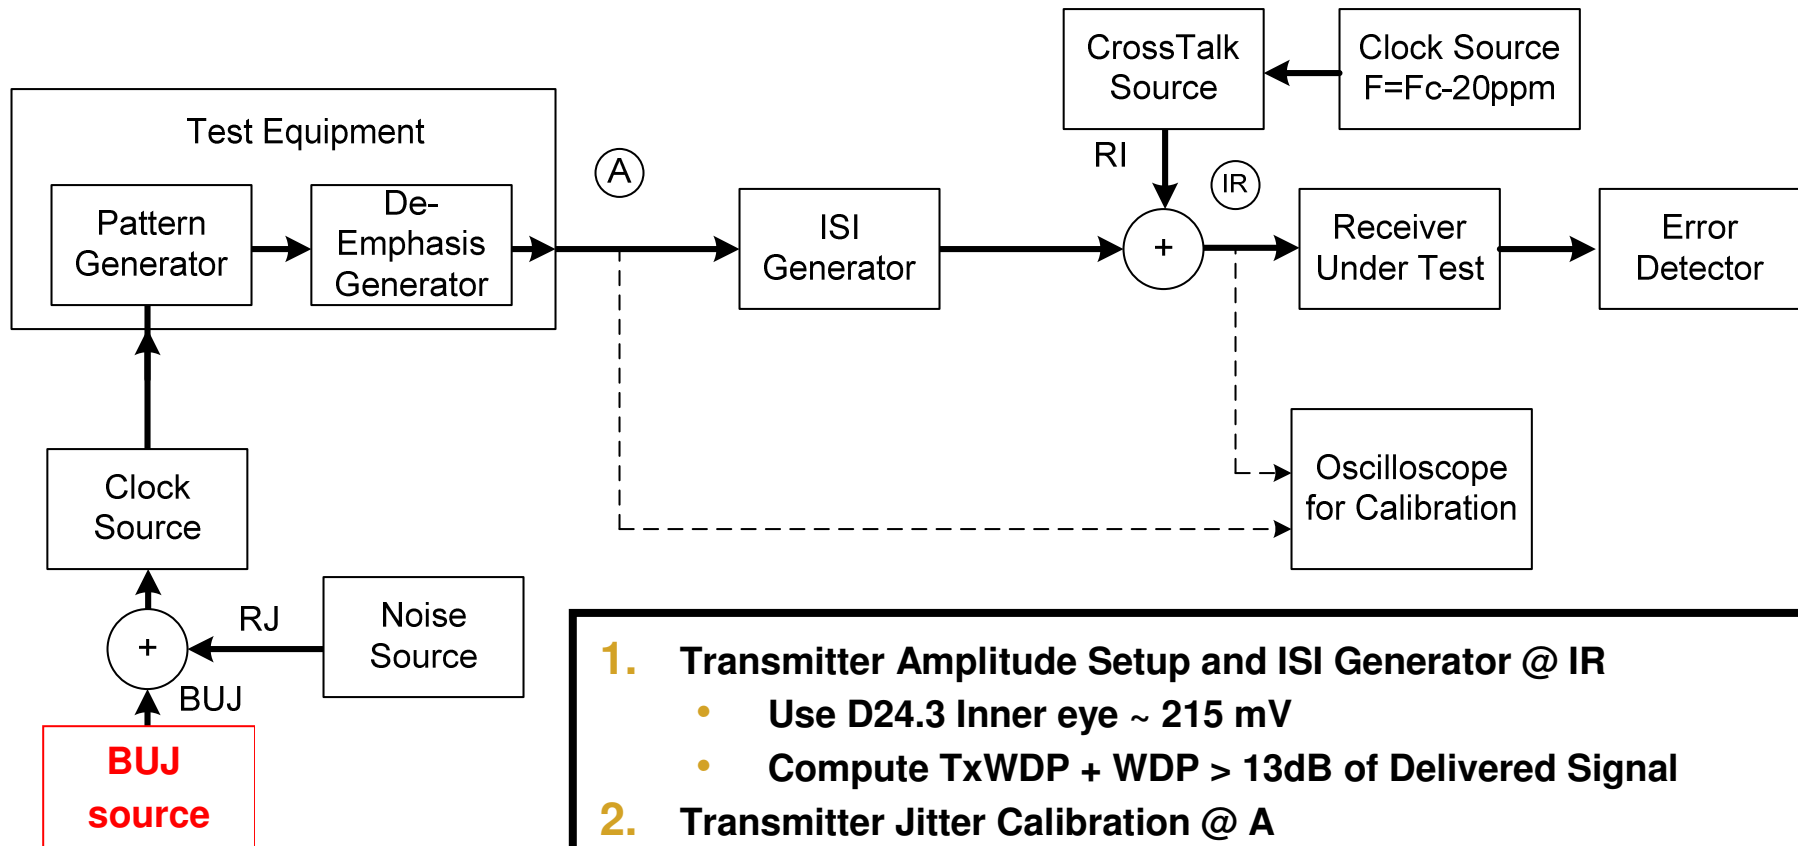 CrossTalk
Source
Clock Source
F=Fc-20ppm
Test Equipment
A
RI
IR
Pattern
Generator
De-
Emphasis
Generator
ISI
Generator
+
Receiver
Under Test
Error
Detector
Clock
Source
Oscilloscope
for Calibration
+
RJ
Noise
Source
BUJ
BUJ
source
1. Transmitter Amplitude Setup and ISI Generator @ IR
• Use D24.3 Inner eye ~ 215 mV
• Compute TxWDP + WDP > 13dB of Delivered Signal
2. Transmitter Jitter Calibration @ A